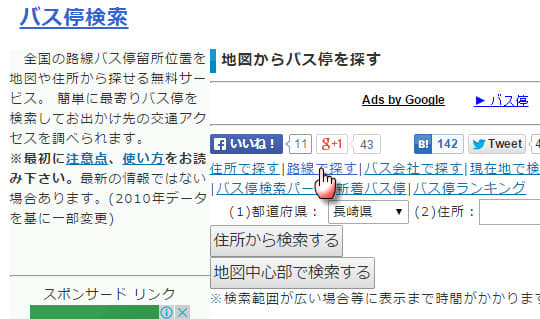 バス停検索
全国の路線バス停留所位置を
地図や住所から探せる無料サー
ビス。 簡単に最寄りバス停を
検索してお出かけ先の交通アク
セスを調べられます。
※最初に注意点、使い方をお読
み下さい。最新の情報ではない
場合あります。(2010年データ
を基に一部変更)
スポンサード リンク
地図からバス停を探す
Ads by Google
▶ バス停
いいね! 11 g+1 43 B! 142 Tweet 4
住所で探す|路線で探す|バス会社で探す|現在地で検
|バス停検索パー 新着バス停|バス停ランキング
(1)都道府県: 長崎県 (2)住所:
住所から検索する
地図中心部で検索する
※検索範囲が広い場合等に表示まで時間がかかります